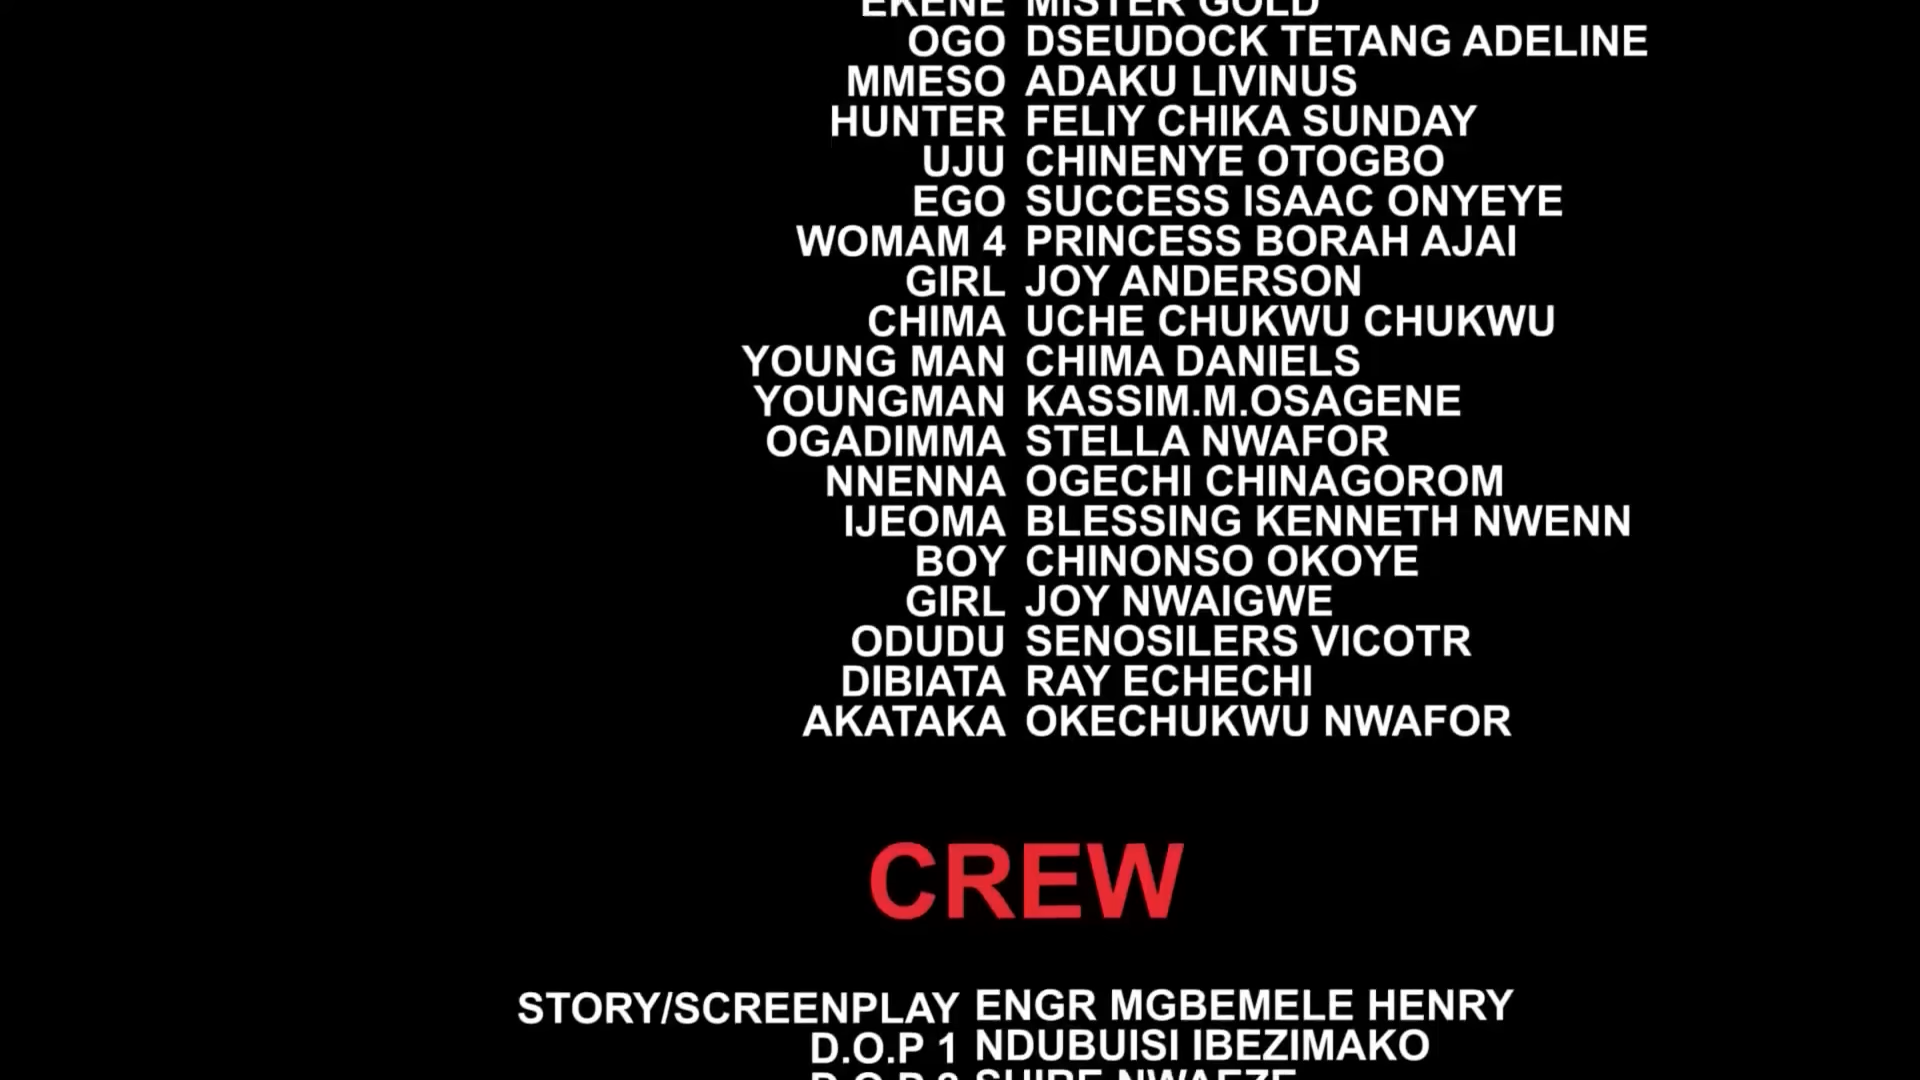 EKENE MISTER GOLD
OGO DSEUDOCK TETANG ADELINE
MMESO ADAKU LIVINUS
HUNTER FELIY CHIKA SUNDAY
UJU CHINENYE OTOGBO
EGO SUCCESS ISAAC ONYEYE
WOMAM 4 PRINCESS BORAH AJAI
GIRL JOY ANDERSON
CHIMA UCHE CHUKWU CHUKWU
YOUNG MAN CHIMA DANIELS
YOUNGMAN KASSIM.M.OSAGENE
OGADIMMA STELLA NWAFOR
NNENNA OGECHI CHINAGOROM
IJEOMA BLESSING KENNETH NWENN
BOY CHINONSO OKOYE
GIRL JOY NWAIGWE
ODUDU SENOSILERS VICOTR
DIBIATA RAY ECHECHI
AKATAKA OKECHUKWU NWAFOR
CREW
STORY/SCREENPLAY ENGR MGBEMELE HENRY
D.O.P 1 NDUBUISI IBEZIMAKO
D.O.P